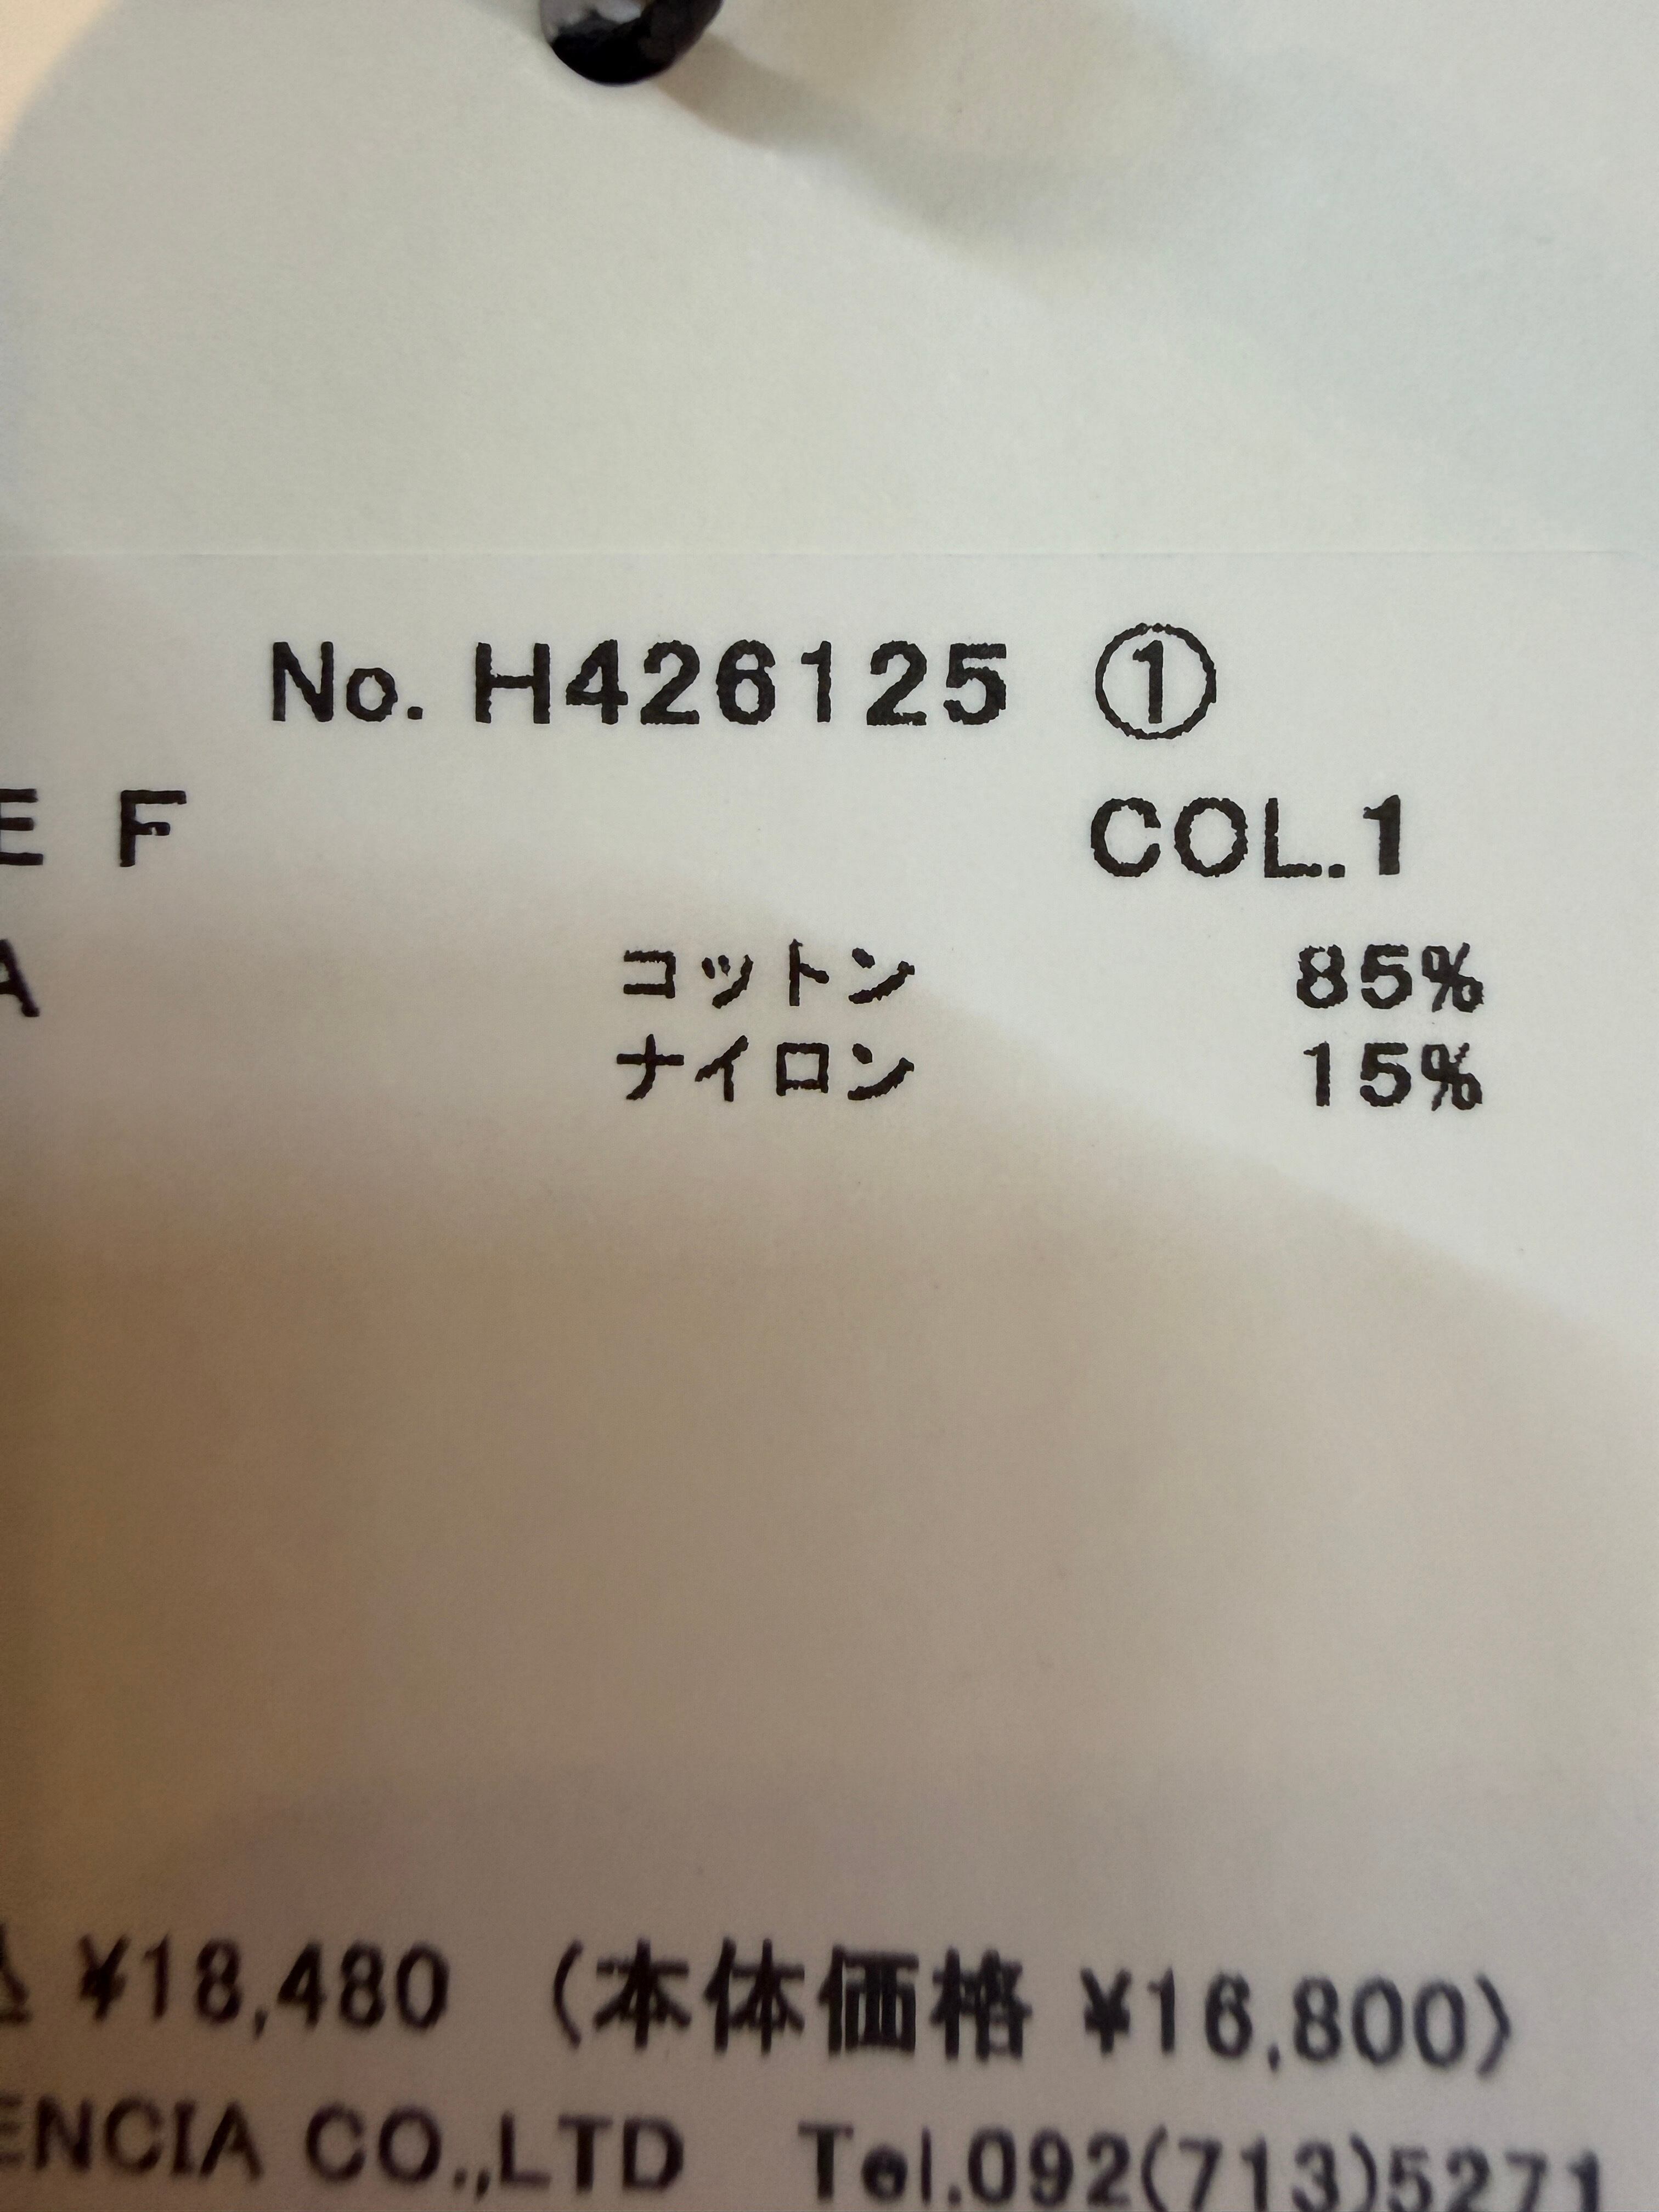 No. H426125 ①
E F COL.1
A コットン 85%
ナイロン 15%
¥18,480 (本体価格 ¥16,800)
ENCIA CO.,LTD Tel.092(713)5271